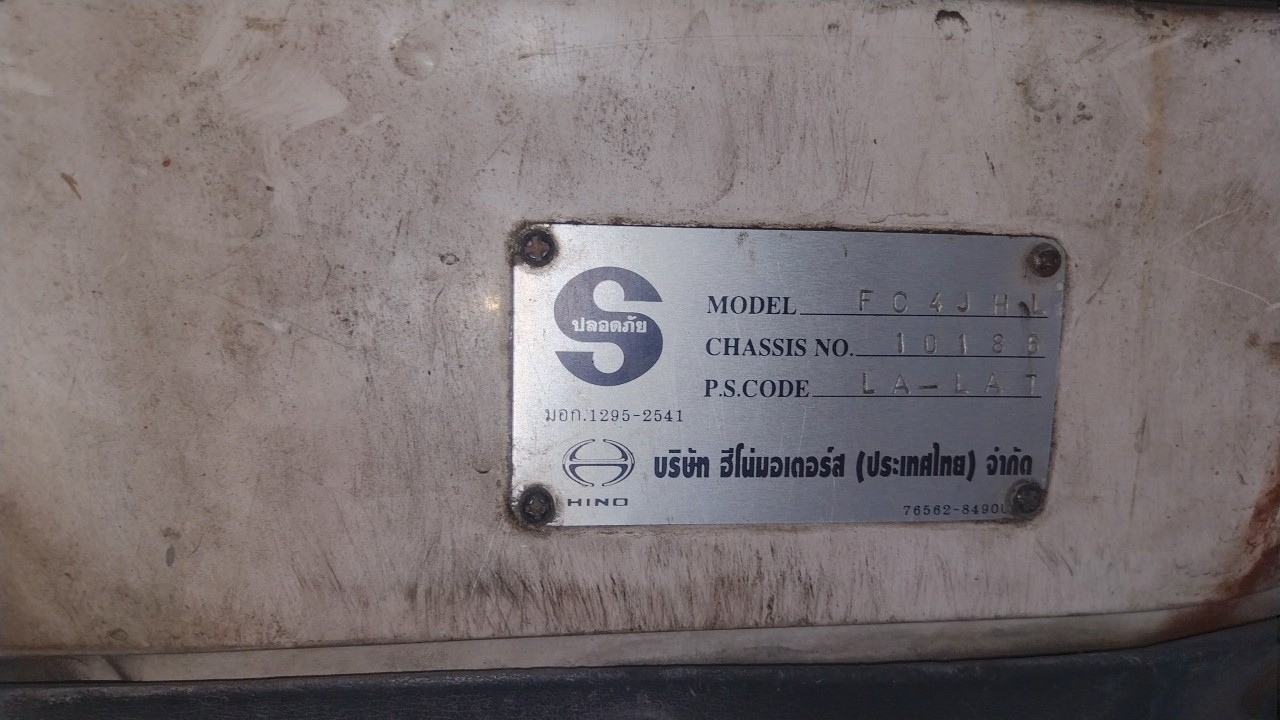 S
ปลอดภัย
มอก.1295-2541
MODEL FC4JHL
CHASSIS NO. 10186
P.S.CODE LA-LAT
HINO
บริษัท ฮีโน่มอเตอร์ส (ประเทศไทย) จำกัด
76562-8490